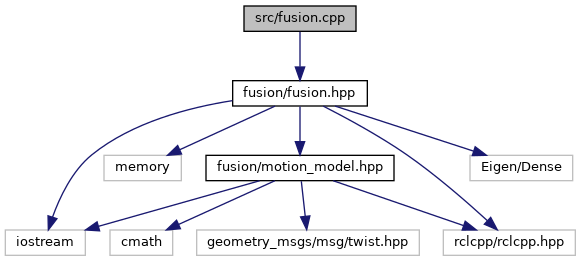 src/fusion.cpp
fusion/fusion.hpp
memory
fusion/motion_model.hpp
Eigen/Dense
iostream
cmath
geometry_msgs/msg/twist.hpp
rclcpp/rclcpp.hpp